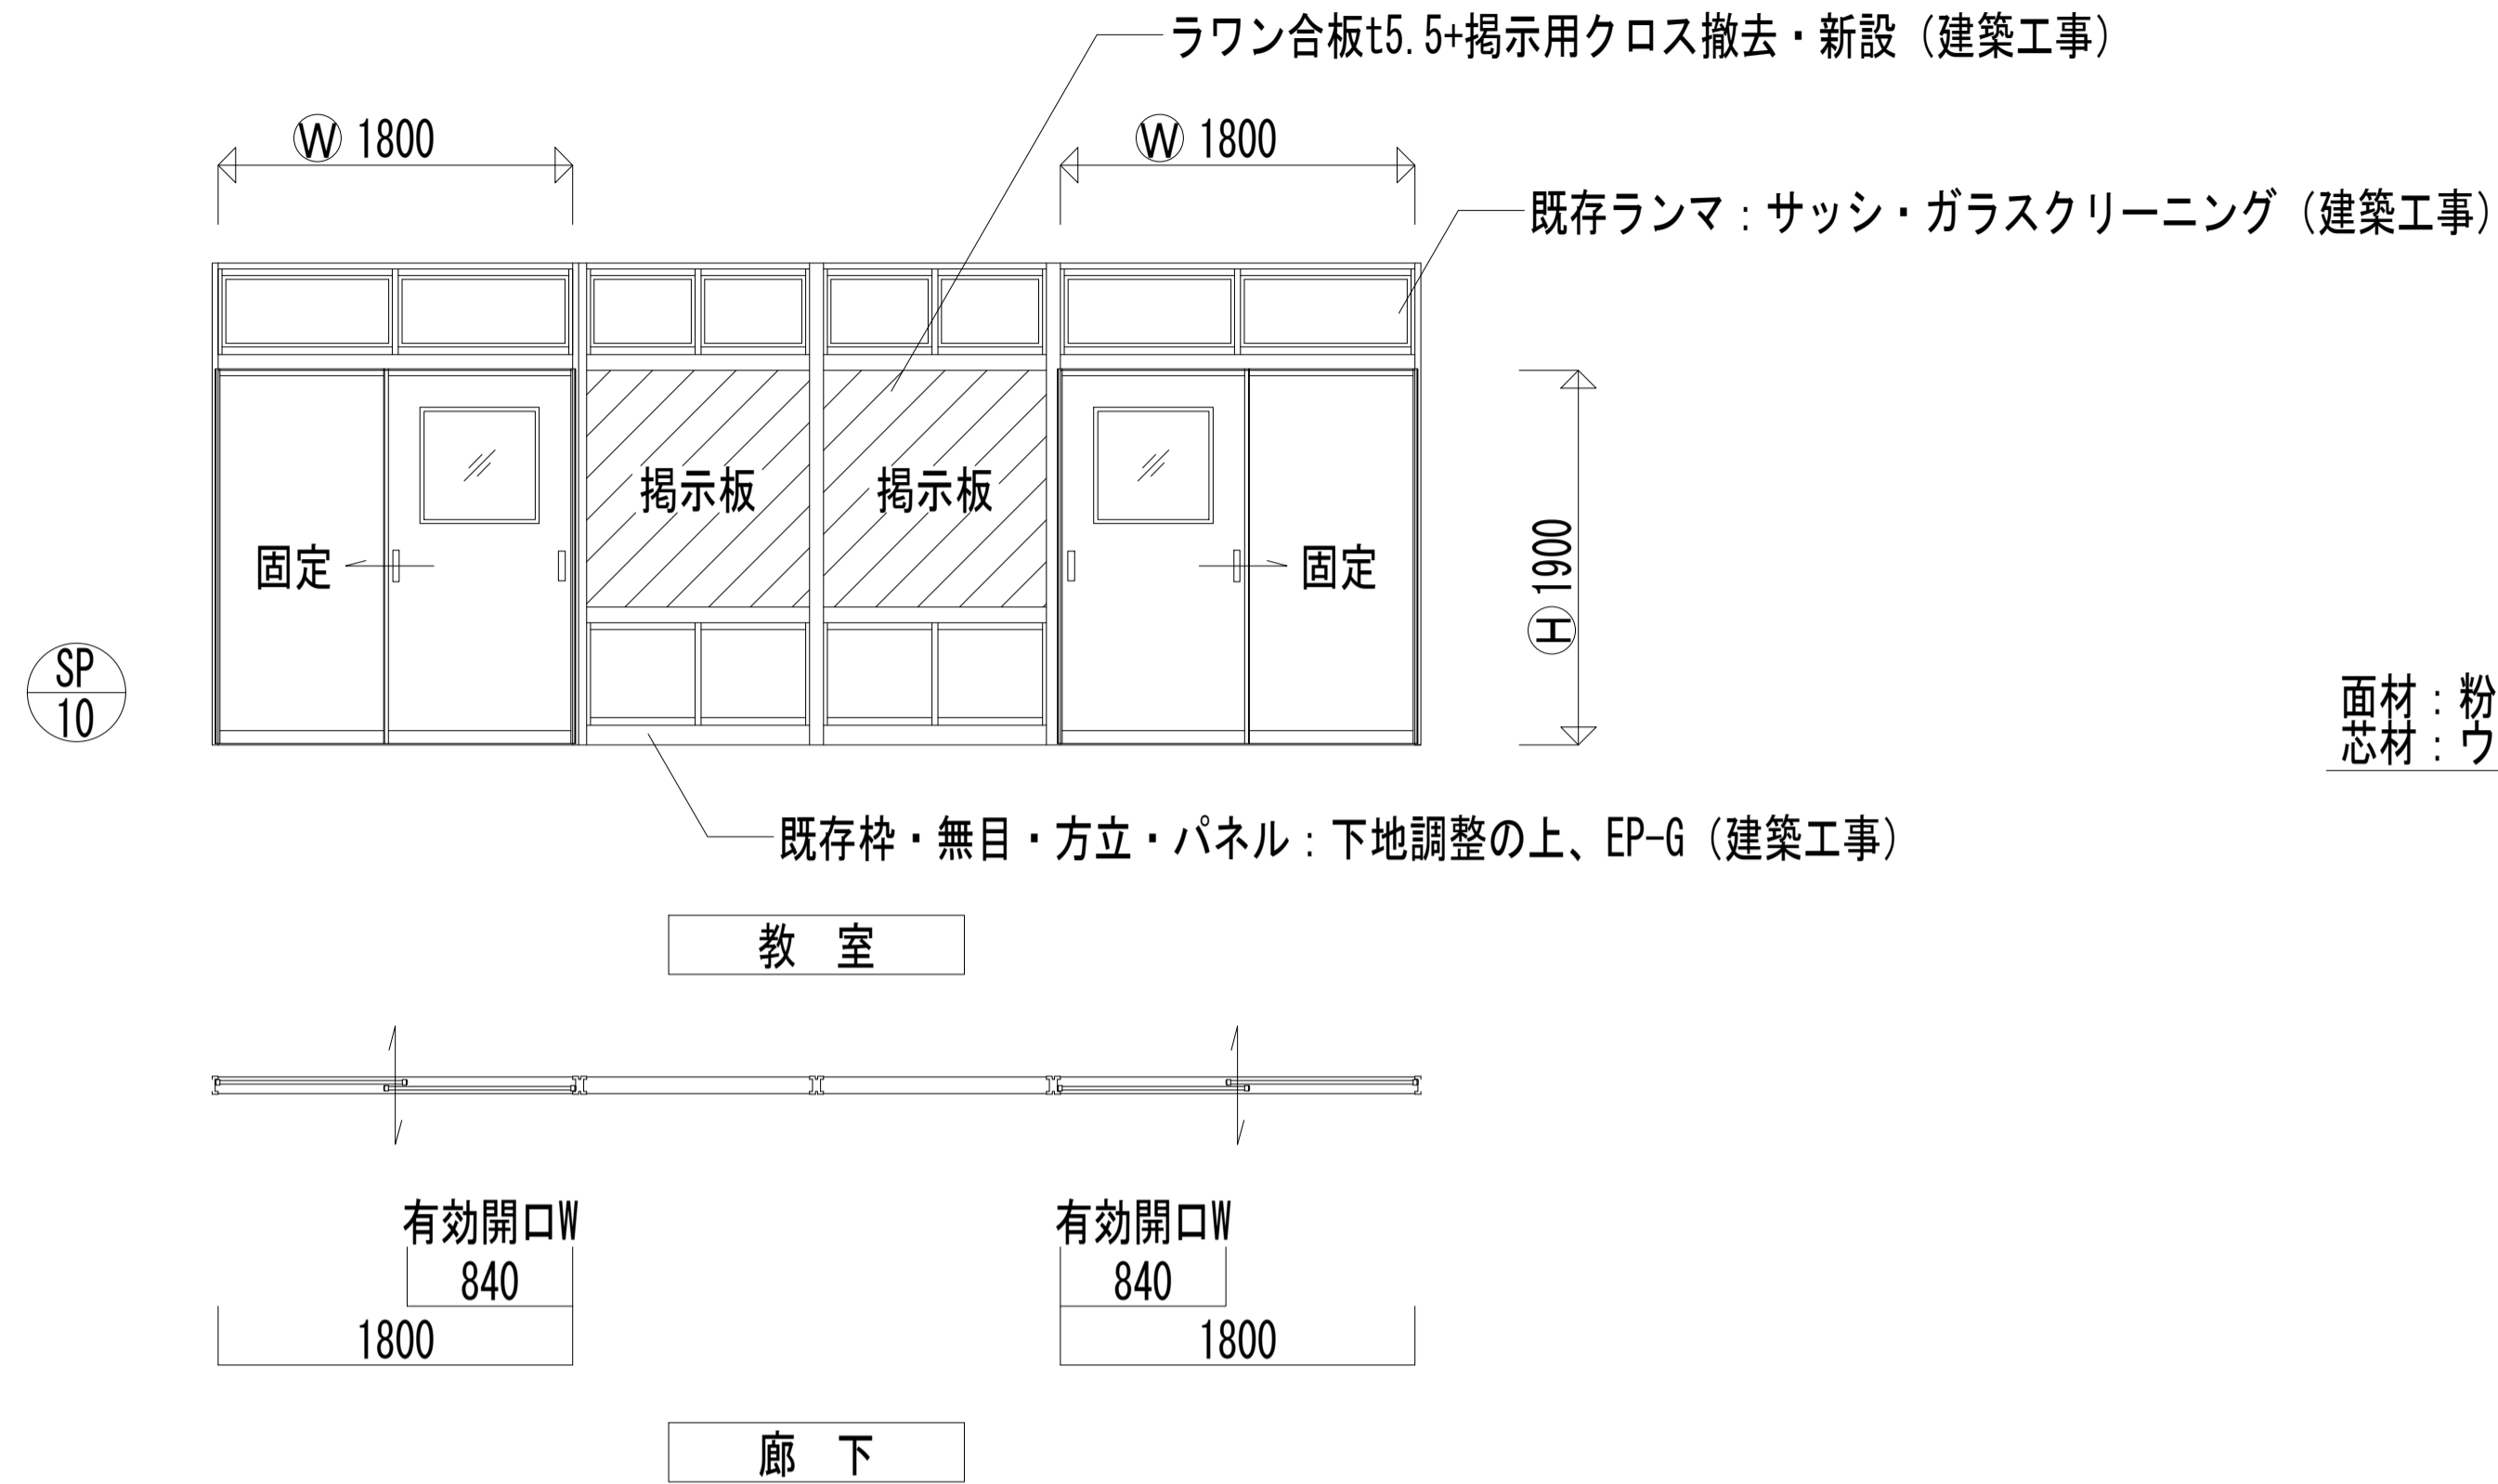 ラワン合板t5.5+掲示用クロス撤去・新設（建築工事）
Ⓦ 1800
Ⓦ 1800
既存ランマ：サッシ・ガラスクリーニング（建築工事）
掲示板
掲示板
固定
固定
Ⓗ 1900
SP
10
面材：粉
芯材：ウ
既存枠・無目・方立・パネル：下地調整の上、EP-G（建築工事）
教　室
有効開口W
有効開口W
840
840
1800
1800
廊　下